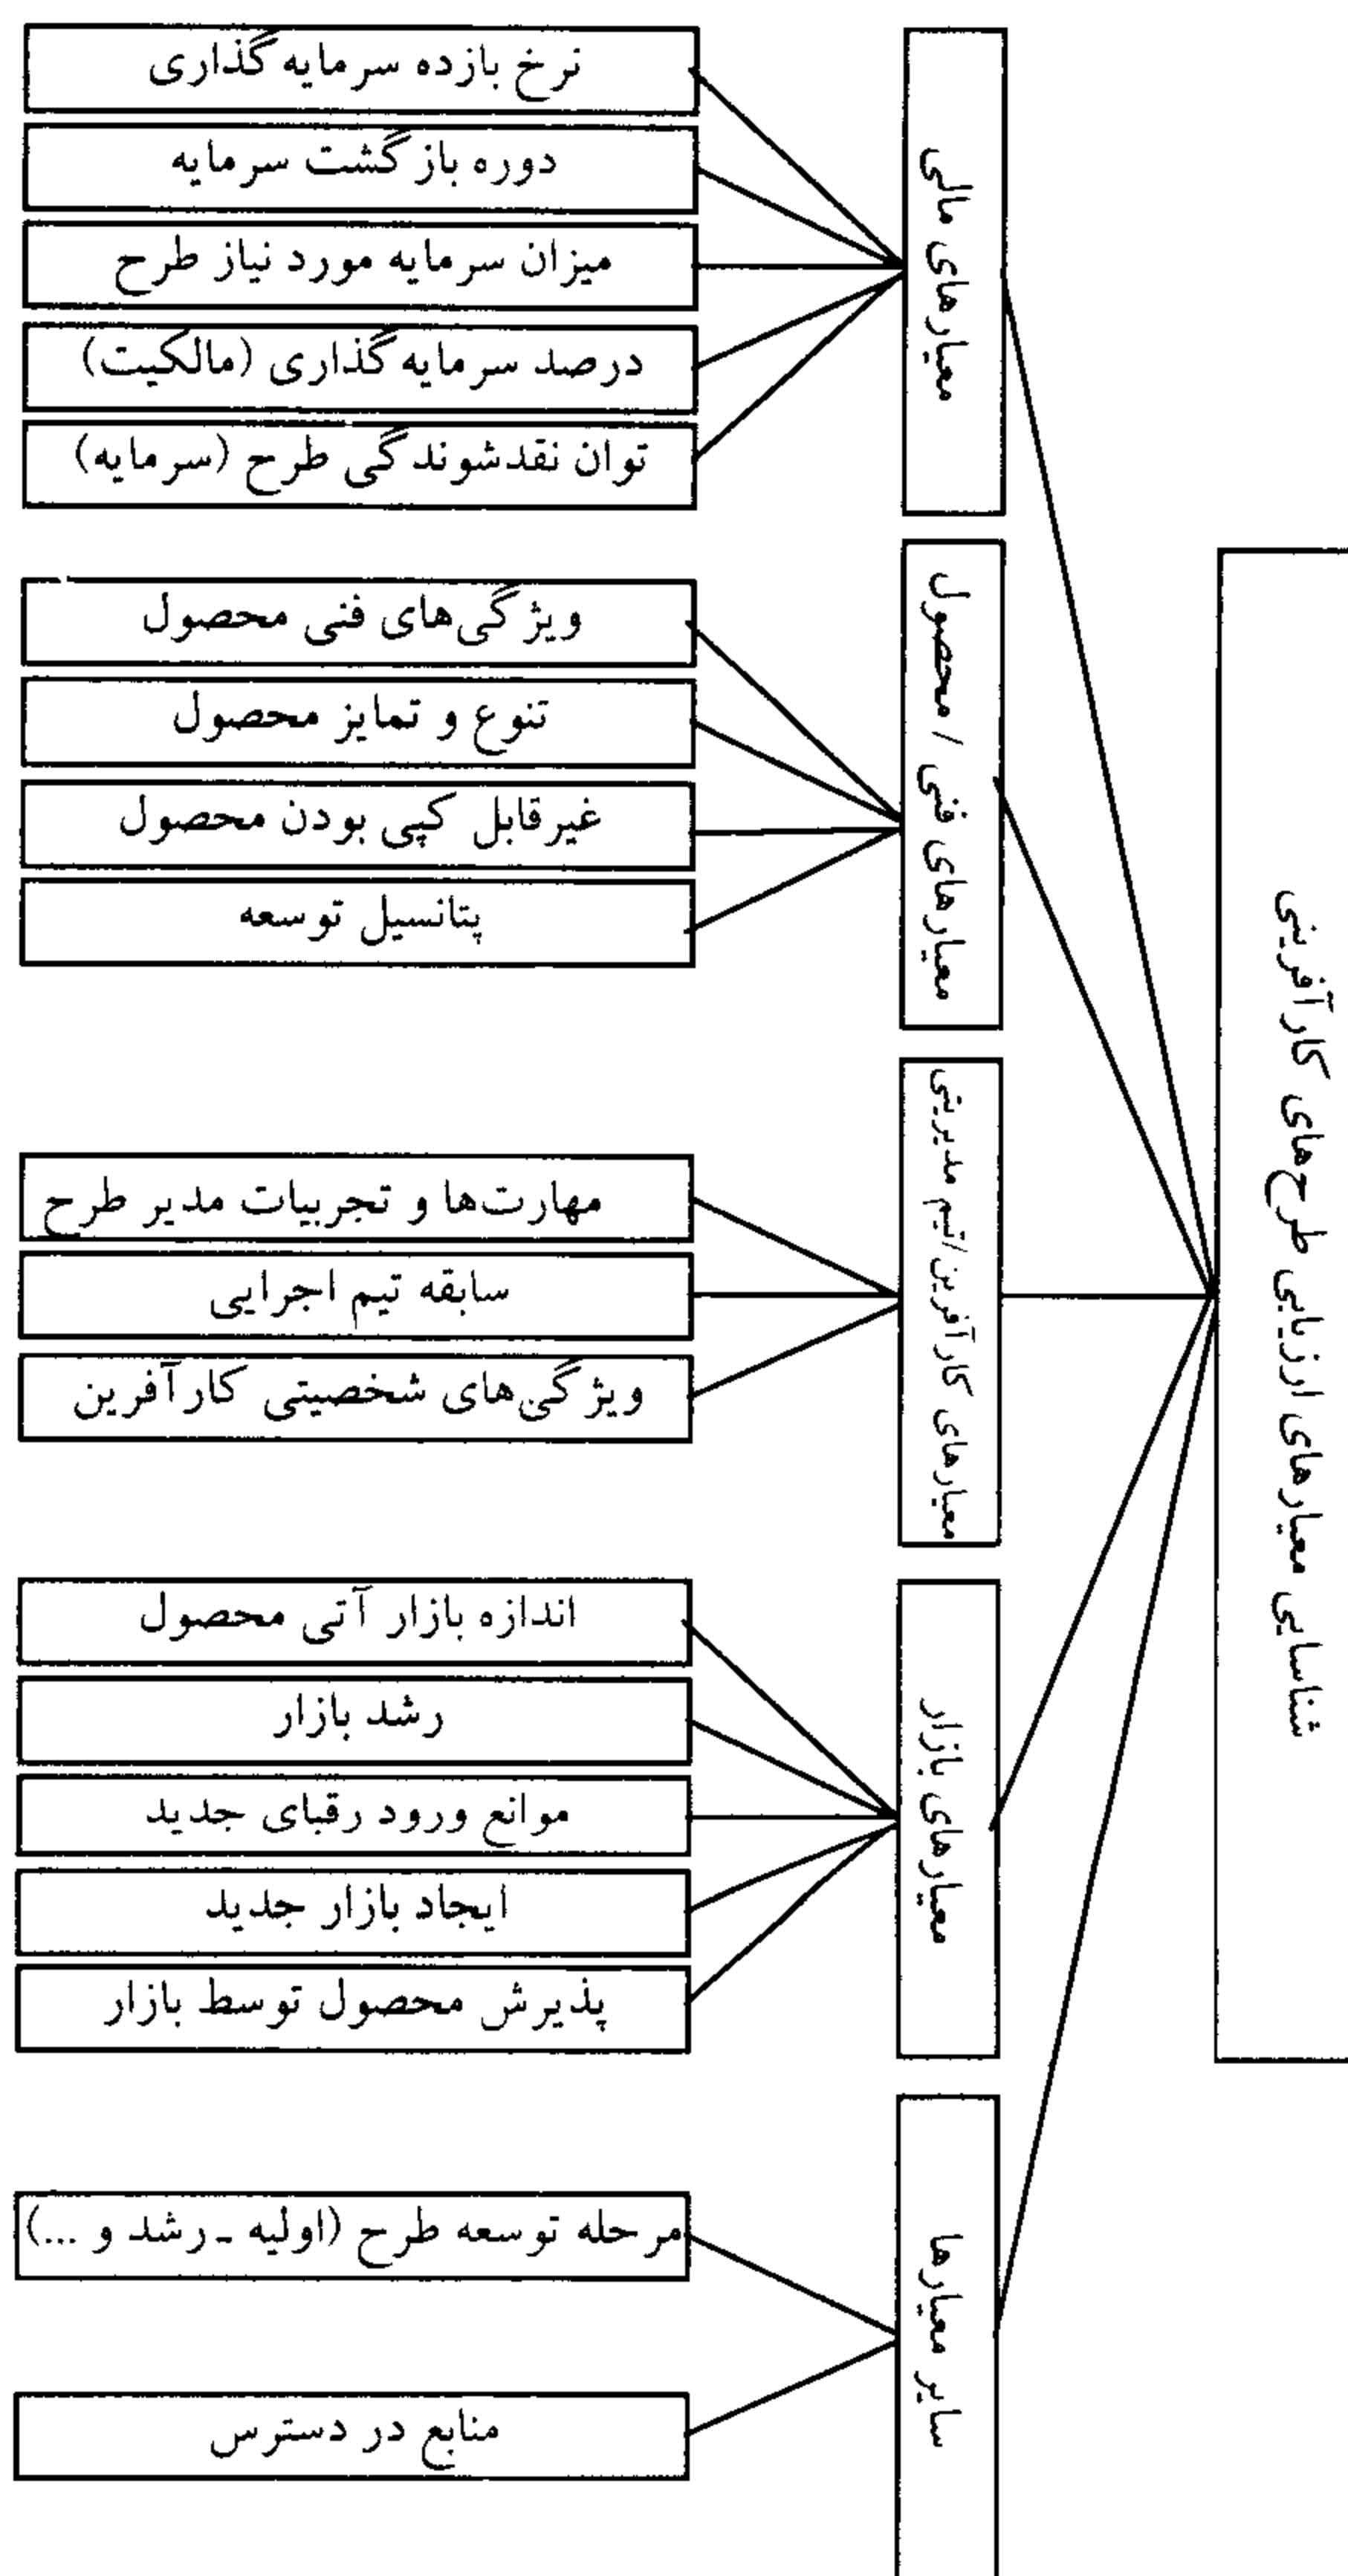 شناسایی معیارهای ارزیابی طرح‌های کارآفرینی
معیارهای مالی
نرخ بازده سرمایه‌گذاری
دوره بازگشت سرمایه
میزان سرمایه مورد نیاز طرح
درصد سرمایه‌گذاری (مالکیت)
توان نقدشوندگی طرح (سرمایه)
معیارهای فنی / محصول
ویژگی‌های فنی محصول
تنوع و تمایز محصول
غیرقابل کپی بودن محصول
پتانسیل توسعه
معیارهای کارآفرین/تیم مدیریتی
مهارت‌ها و تجربیات مدیر طرح
سابقه تیم اجرایی
ویژگی‌های شخصیتی کارآفرین
معیارهای بازار
اندازه بازار آتی محصول
رشد بازار
موانع ورود رقبای جدید
ایجاد بازار جدید
پذیرش محصول توسط بازار
سایر معیارها
مرحله توسعه طرح (اولیه ـ رشد و ...)
منابع در دسترس